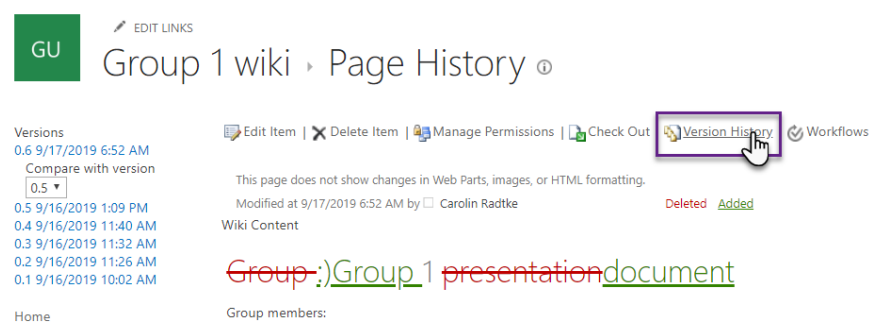 GU
EDIT LINKS
Group 1 wiki ▸ Page History
Versions
0.6 9/17/2019 6:52 AM
Compare with version
0.5 ▼
0.5 9/16/2019 1:09 PM
0.4 9/16/2019 11:40 AM
0.3 9/16/2019 11:32 AM
0.2 9/16/2019 11:26 AM
0.1 9/16/2019 10:02 AM
Home
Edit Item | Delete Item | Manage Permissions | Check Out Version History Workflows
This page does not show changes in Web Parts, images, or HTML formatting.
Modified at 9/17/2019 6:52 AM by Carolin Radtke Deleted Added
Wiki Content
Group :)Group 1 presentationdocument
Group members: